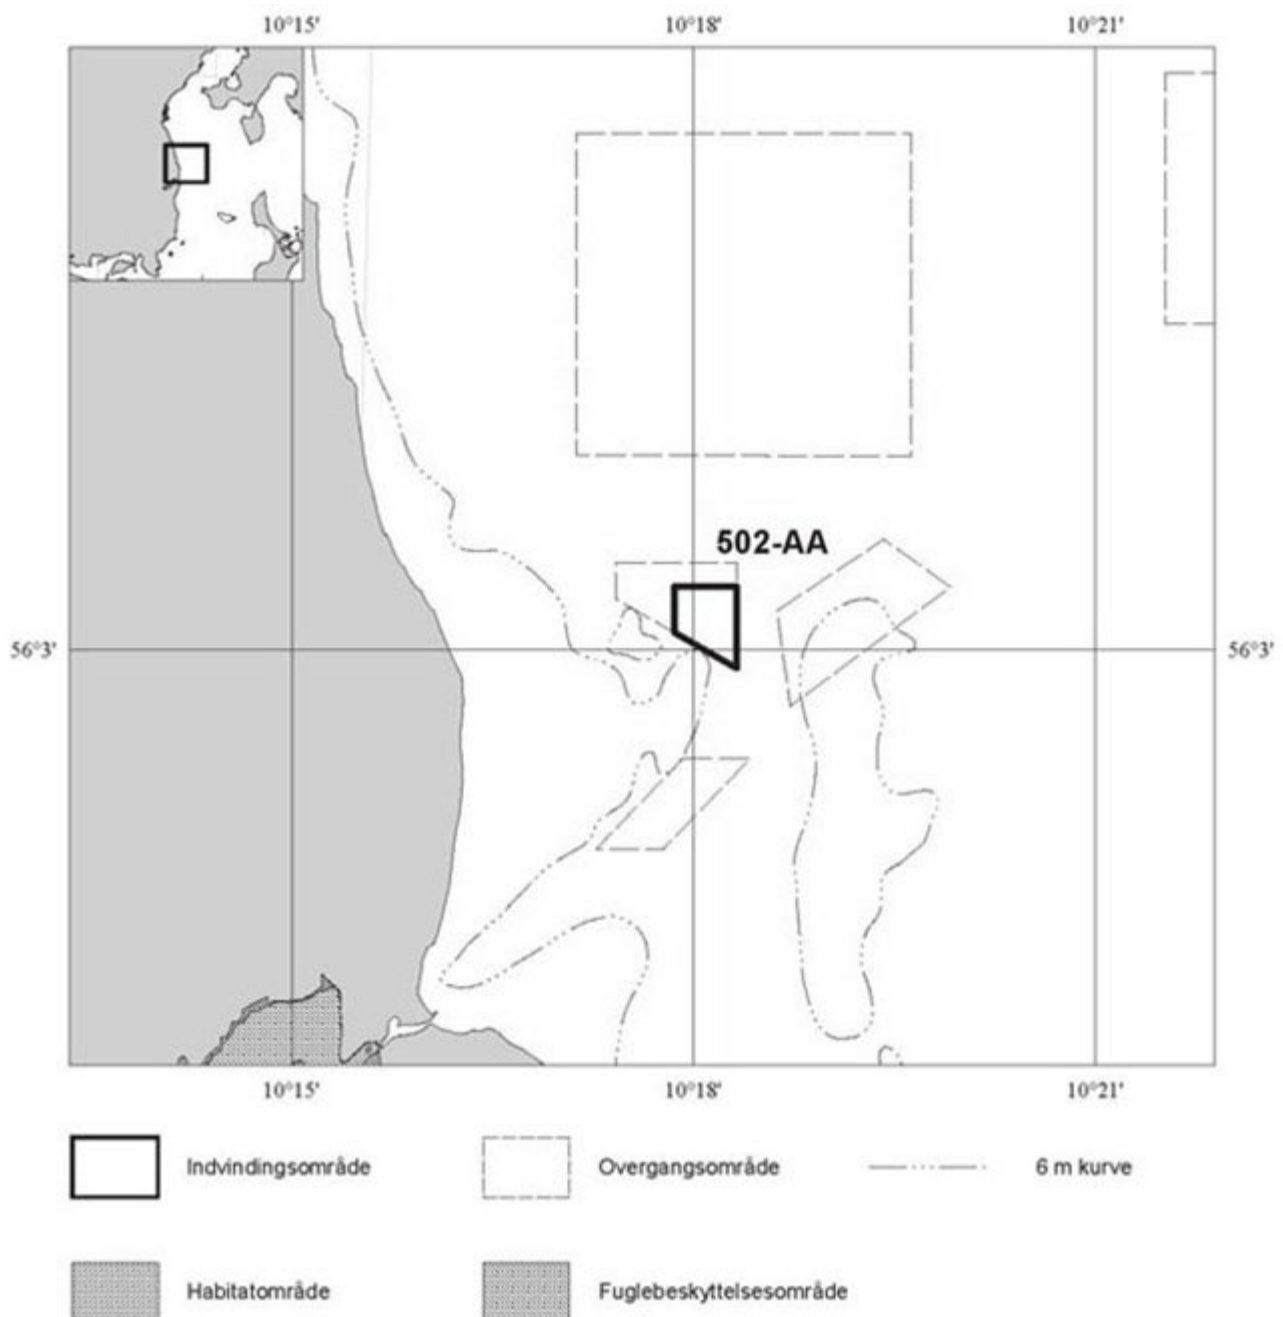 10°15' 10°18' 10°21'
502-AA
56°3' 56°3'
10°15' 10°18' 10°21'
Indvindingsområde Overgangsområde 6 m kurve
Habitatområde Fuglebeskyttelsesområde